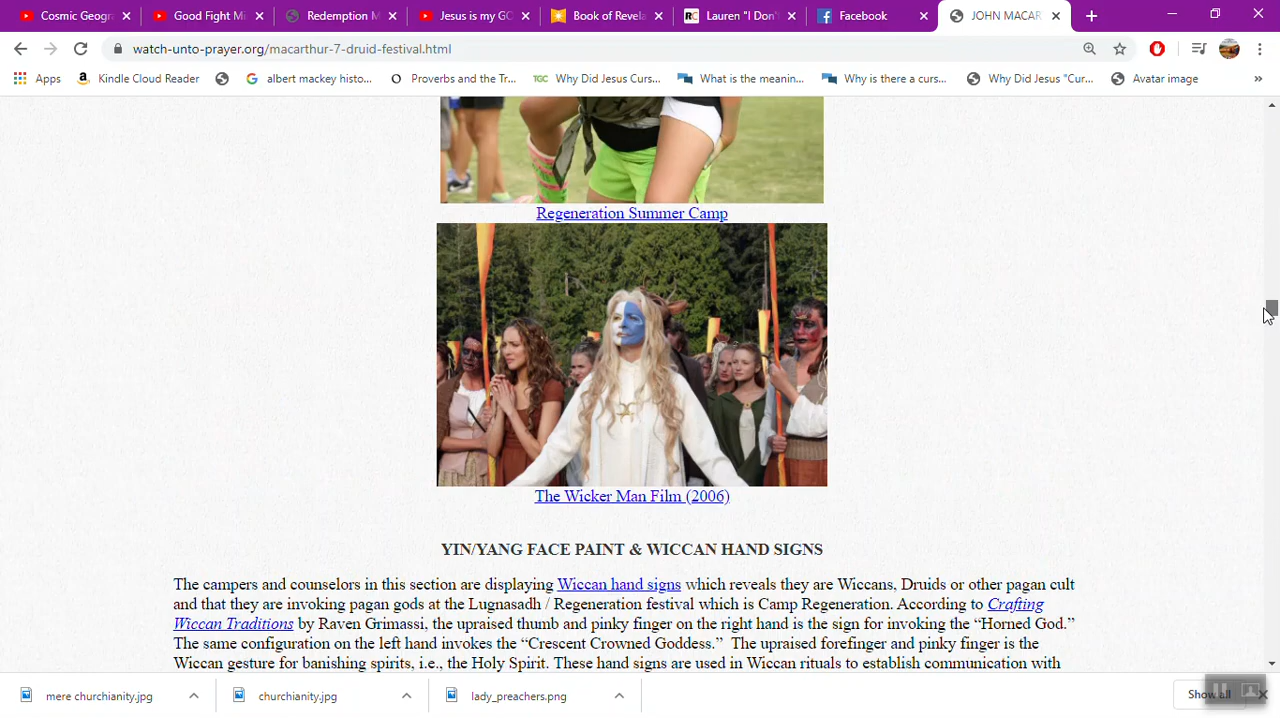 Cosmic Geogra
Good Fight Mi
Redemption M
Jesus is my GO
Book of Revela
Lauren "I Don'
Facebook
JOHN MACAR
watch-unto-prayer.org/macarthur-7-druid-festival.html
Apps
Kindle Cloud Reader
albert mackey histo...
Proverbs and the Tr...
TGC Why Did Jesus Curs...
What is the meanin...
Why is there a curs...
Why Did Jesus "Cur...
Avatar image
»
Regeneration Summer Camp
The Wicker Man Film (2006)
YIN/YANG FACE PAINT & WICCAN HAND SIGNS
The campers and counselors in this section are displaying Wiccan hand signs which reveals they are Wiccans, Druids or other pagan cult
and that they are invoking pagan gods at the Lugnasadh / Regeneration festival which is Camp Regeneration. According to Crafting
Wiccan Traditions by Raven Grimassi, the upraised thumb and pinky finger on the right hand is the sign for invoking the “Horned God.”
The same configuration on the left hand invokes the “Crescent Crowned Goddess.”  The upraised forefinger and pinky finger is the
Wiccan gesture for banishing spirits, i.e., the Holy Spirit. These hand signs are used in Wiccan rituals to establish communication with
mere churchianity.jpg
churchianity.jpg
lady_preachers.png
Show all